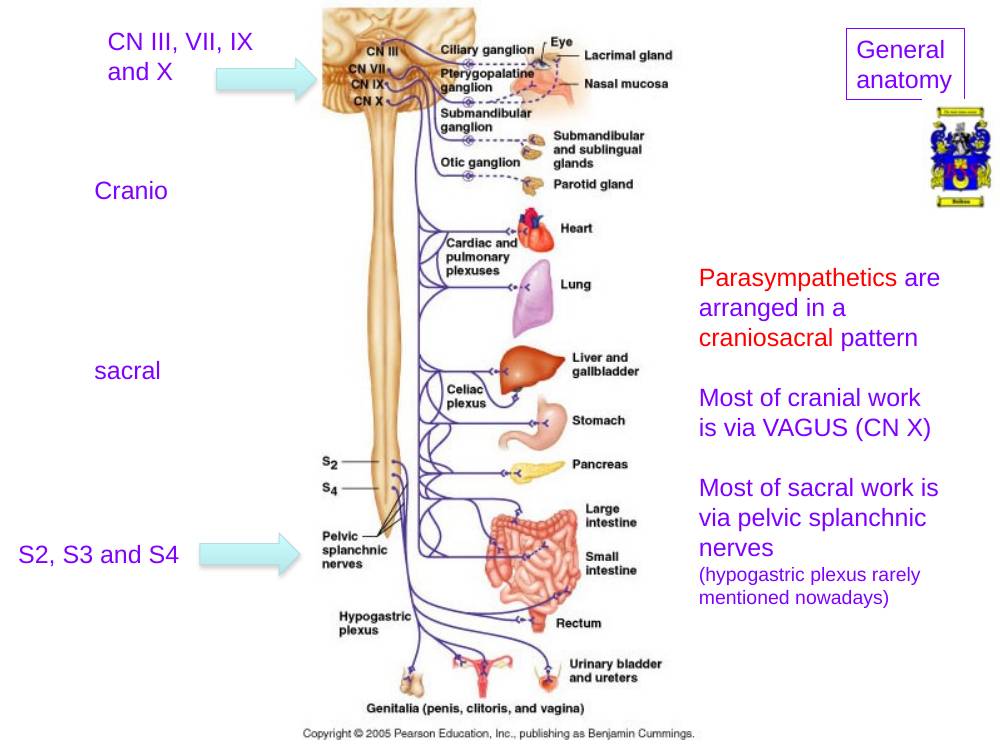 CN III, VII, IX
and X
General
anatomy
Cranio
sacral
S2, S3 and S4
CN III
CN VII
CN IX
CN X
Ciliary ganglion
Eye
Lacrimal gland
Pterygopalatine
ganglion
Nasal mucosa
Submandibular
ganglion
Submandibular
and sublingual
glands
Otic ganglion
Parotid gland
Heart
Cardiac and
pulmonary
plexuses
Lung
Liver and
gallbladder
Celiac
plexus
Stomach
S2
Pancreas
S4
Large
intestine
Pelvic
splanchnic
nerves
Small
intestine
Hypogastric
plexus
Rectum
Urinary bladder
and ureters
Genitalia (penis, clitoris, and vagina)
Copyright © 2005 Pearson Education, Inc., publishing as Benjamin Cummings.
Parasympathetics are
arranged in a
craniosacral pattern
Most of cranial work
is via VAGUS (CN X)
Most of sacral work is
via pelvic splanchnic
nerves
(hypogastric plexus rarely
mentioned nowadays)